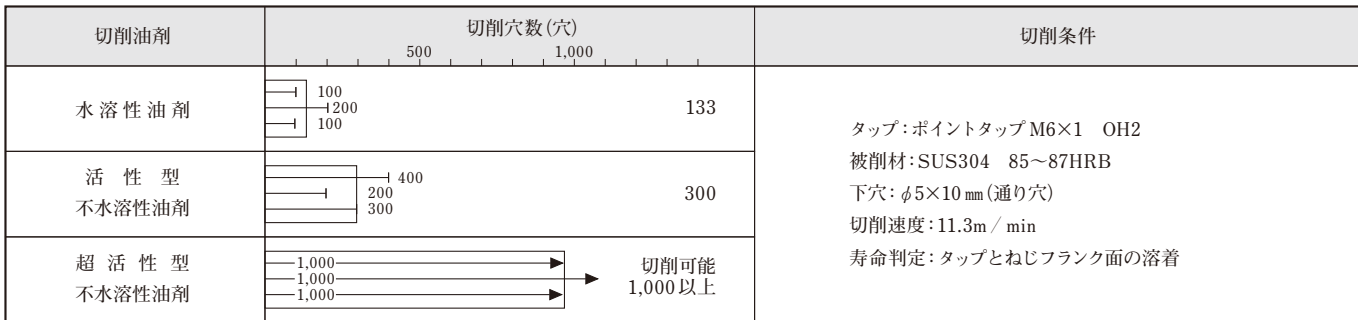 切削油剤
切削穴数(穴)
500 1,000
切削条件
水溶性油剤
100
200
100
133
活性型
不水溶性油剤
400
200
300
300
超活性型
不水溶性油剤
1,000
1,000
1,000
切削可能
1,000以上
タップ:ポイントタップ M6×1 OH2
被削材:SUS304 85〜87HRB
下穴:φ5×10㎜(通り穴)
切削速度:11.3m/min
寿命判定:タップとねじフランク面の溶着